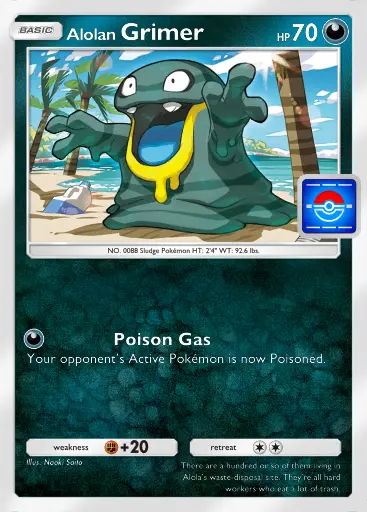 BASIC Alolan Grimer HP 70
NO. 0088 Sludge Pokémon HT: 2'4" WT: 92.6 lbs.
Poison Gas
Your opponent's Active Pokémon is now Poisoned.
weakness +20 retreat
Illus. Naoki Saito
There are a hundred or so of them living in
Alola's waste-disposal site. They're all hard
workers who eat a lot of trash.